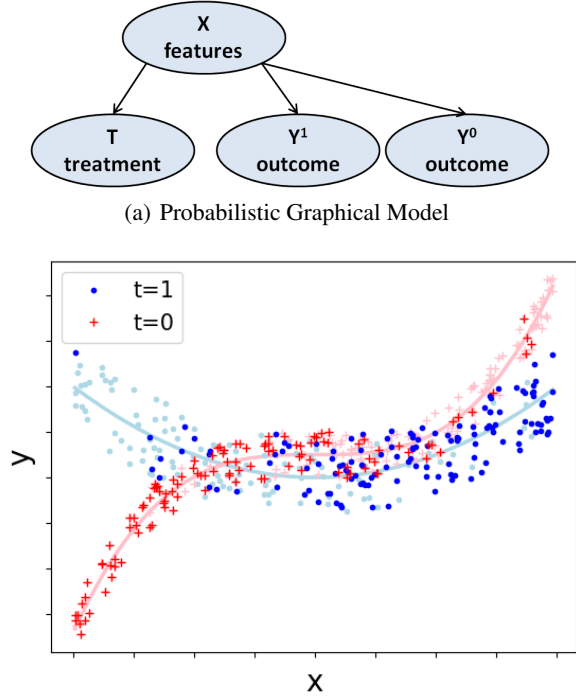 X
features
T
treatment
Y¹
outcome
Y⁰
outcome
(a) Probabilistic Graphical Model
t=1
t=0
y
x